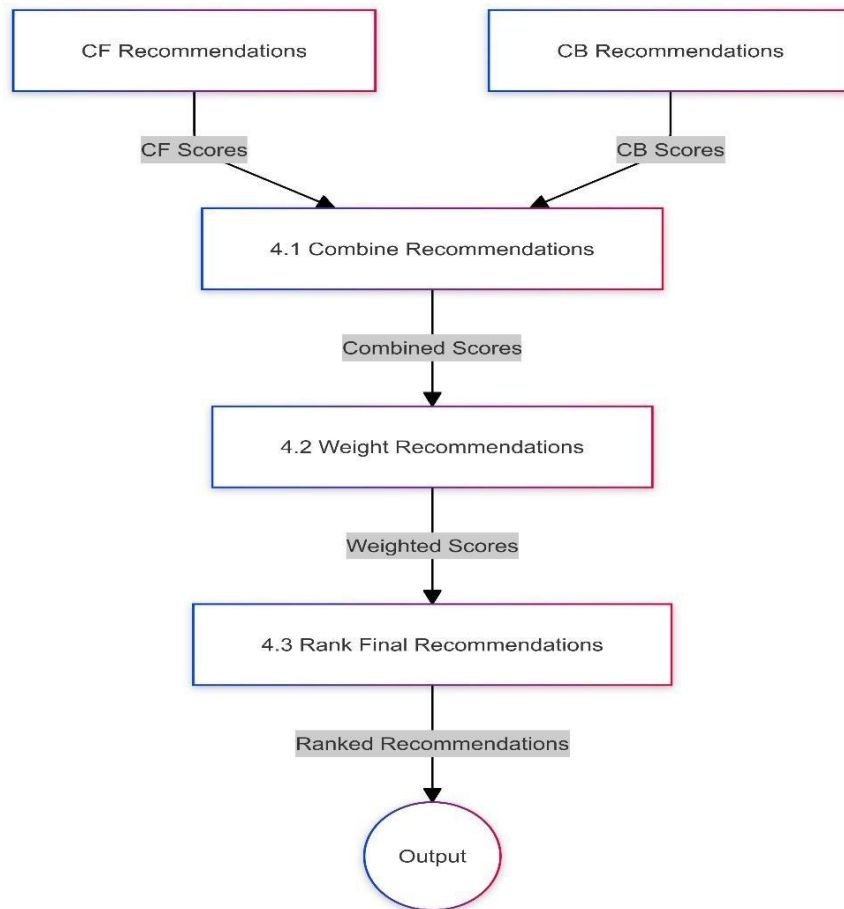 CF Recommendations
CB Recommendations
CF Scores
CB Scores
4.1 Combine Recommendations
Combined Scores
4.2 Weight Recommendations
Weighted Scores
4.3 Rank Final Recommendations
Ranked Recommendations
Output